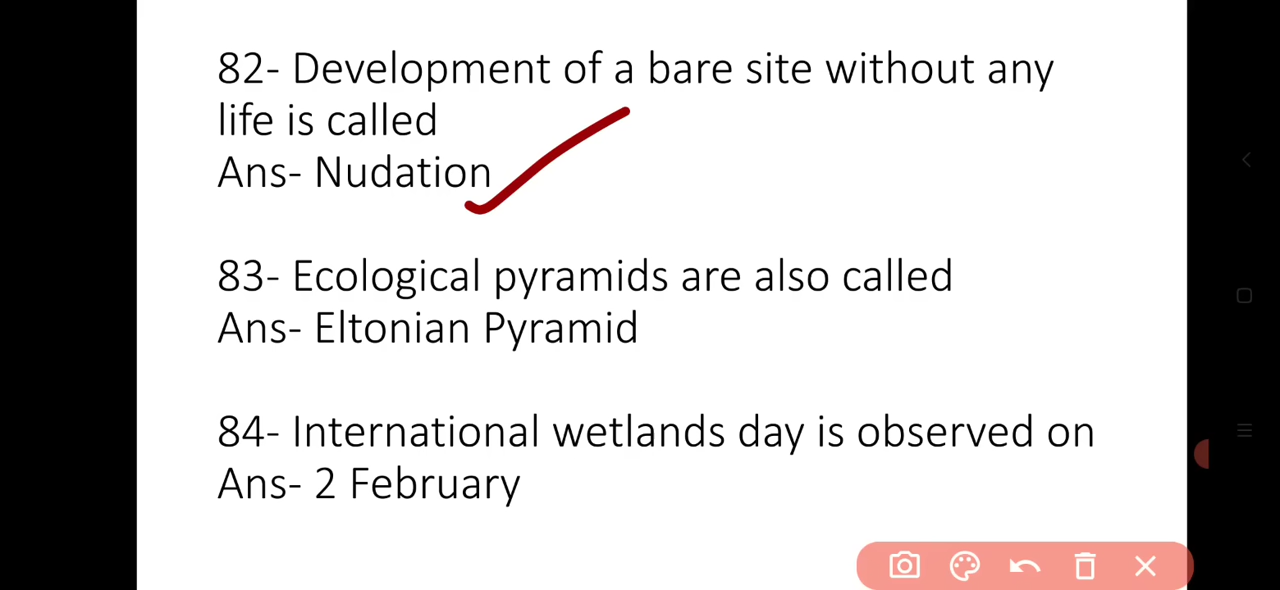 82- Development of a bare site without any
life is called
Ans- Nudation
83- Ecological pyramids are also called
Ans- Eltonian Pyramid
84- International wetlands day is observed on
Ans- 2 February